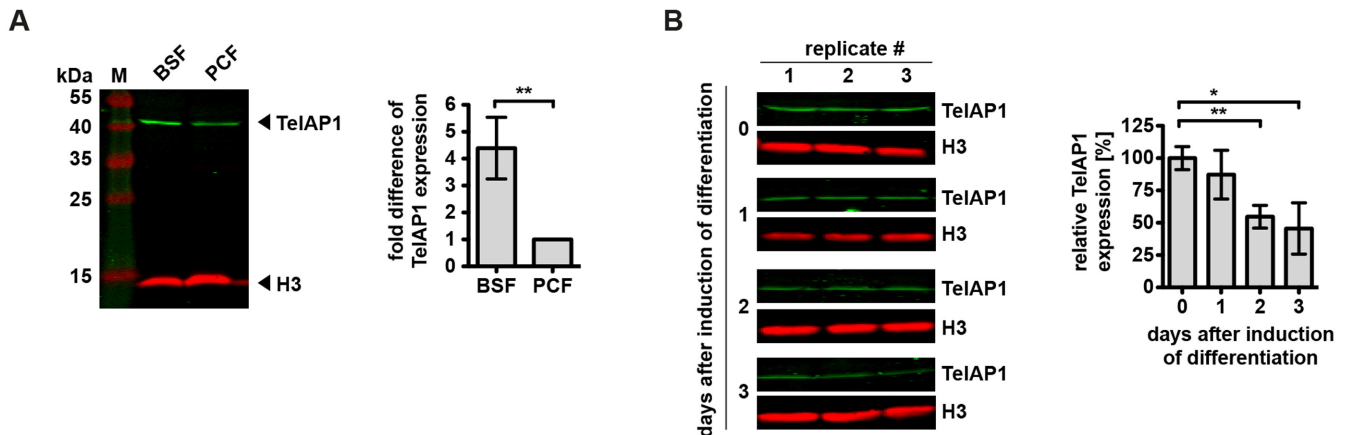 A
kDa M BSF PCF
55
40
35
25
15
TelAP1
H3
fold difference of
TelAP1 expression
6
5
4
3
2
1
0
**
BSF PCF
B
replicate #
1 2 3
days after induction of differentiation
0
TelAP1
H3
1
TelAP1
H3
2
TelAP1
H3
3
TelAP1
H3
relative TelAP1
expression [%]
125
100
75
50
25
0
*
**
0 1 2 3
days after induction
of differentiation